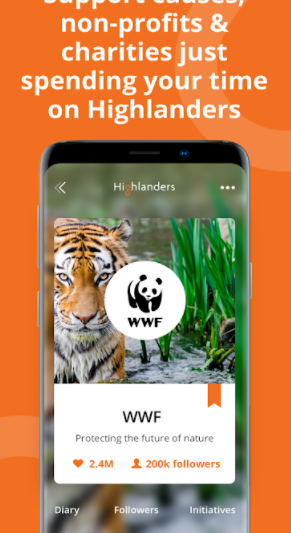 Support causes,
non-profits &
charities just
spending your time
on Highlanders
Highlanders
WWF
WWF
Protecting the future of nature
2.4M 200k followers
Diary Followers Initiatives